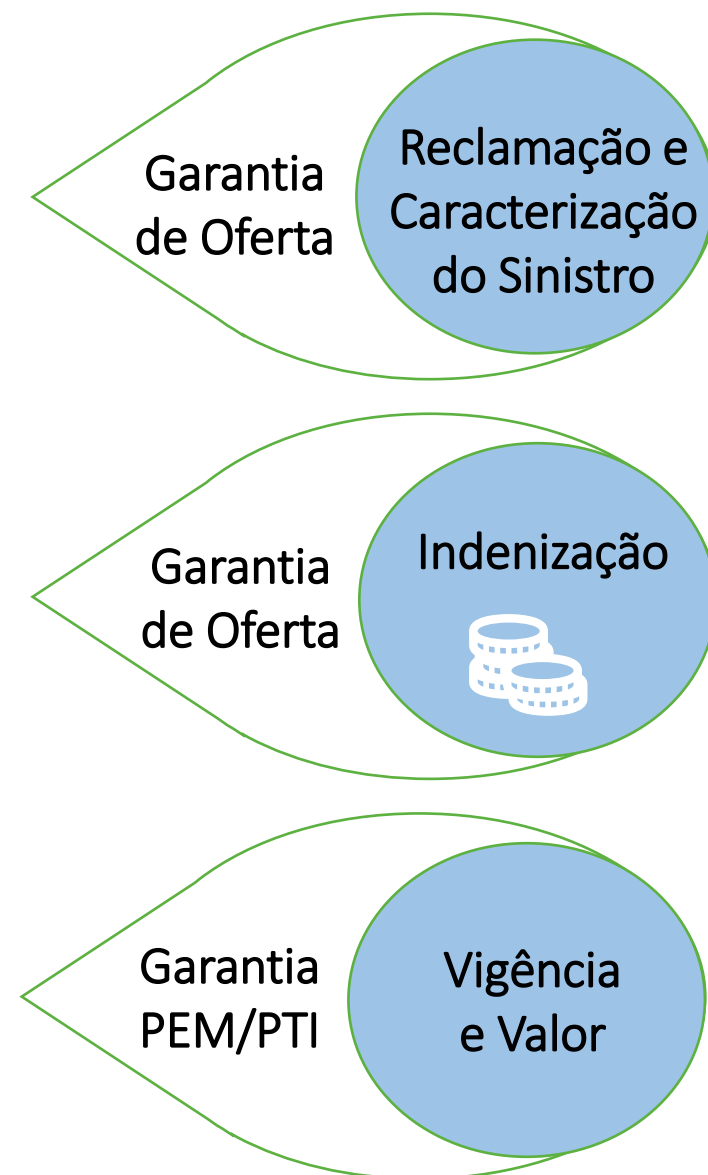 Garantia
de Oferta
Reclamação e
Caracterização
do Sinistro
Garantia
de Oferta
Indenização
Garantia
PEM/PTI
Vigência
e Valor